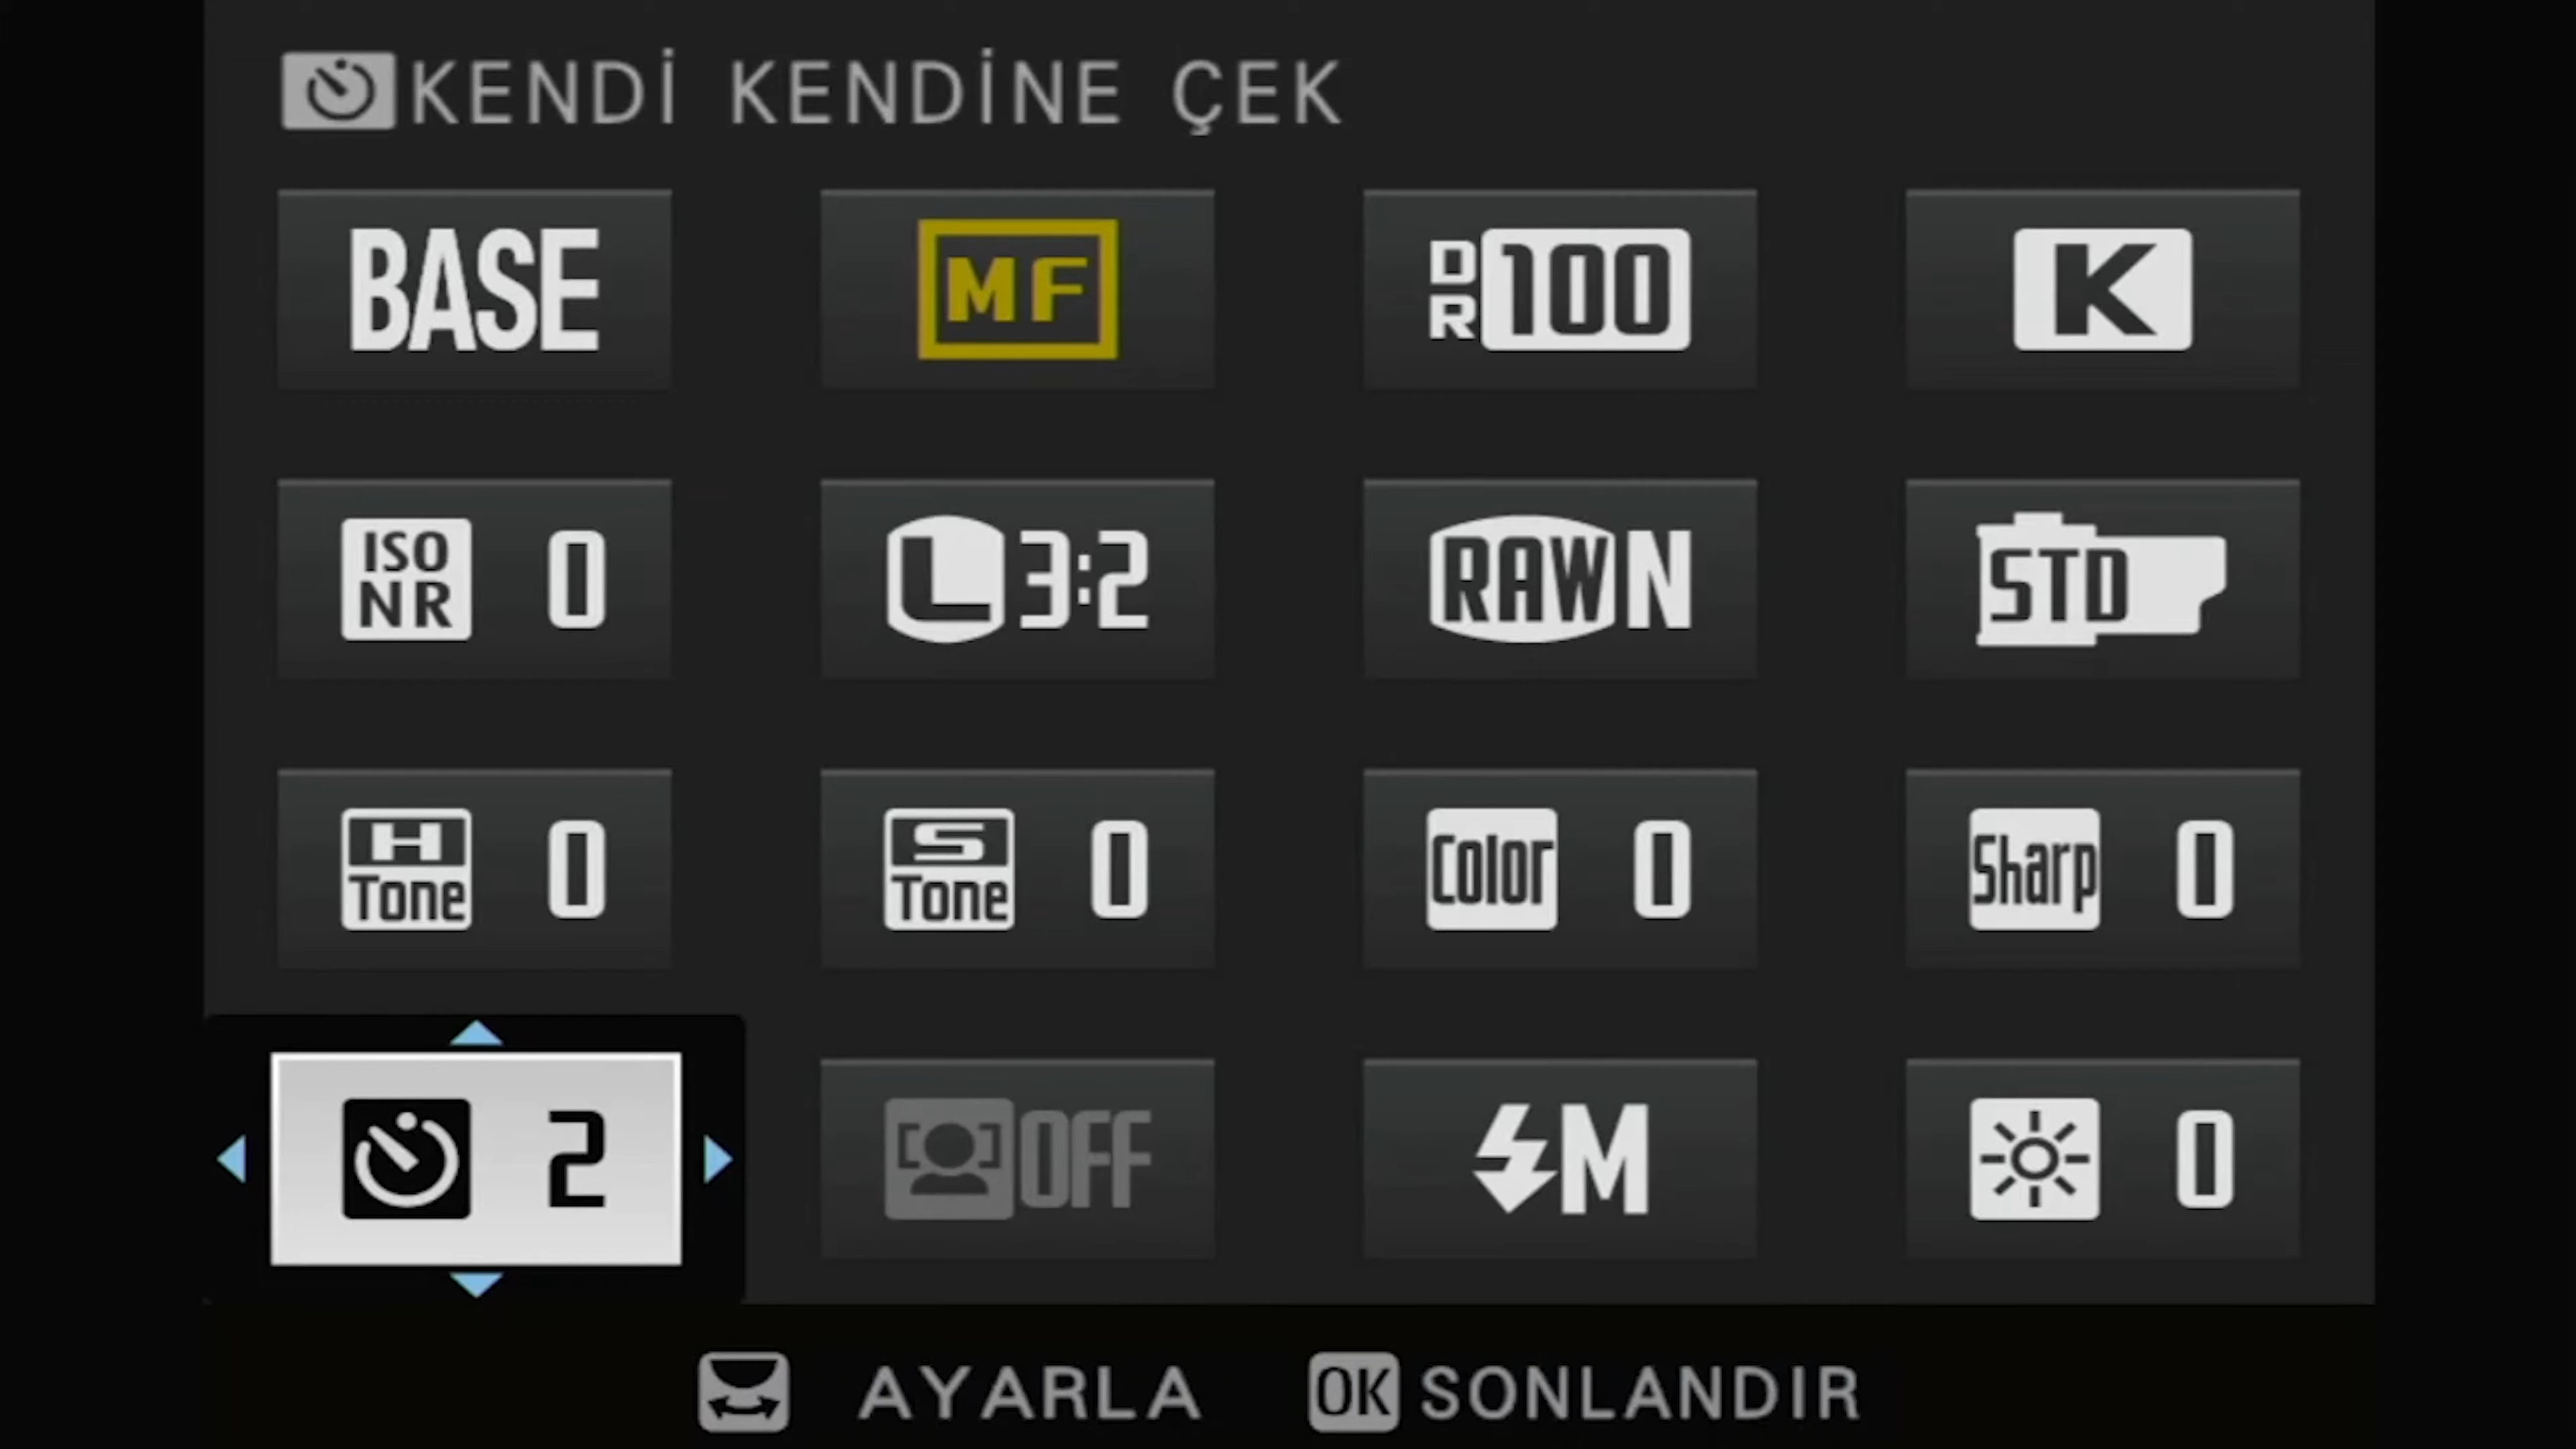 KENDİ KENDİNE ÇEK
BASE MF DR 100 K
ISO NR 0 L 3:2 RAW N STD
H Tone 0 S Tone 0 Color 0 Sharp 0
2 OFF M 0
AYARLA OK SONLANDIR